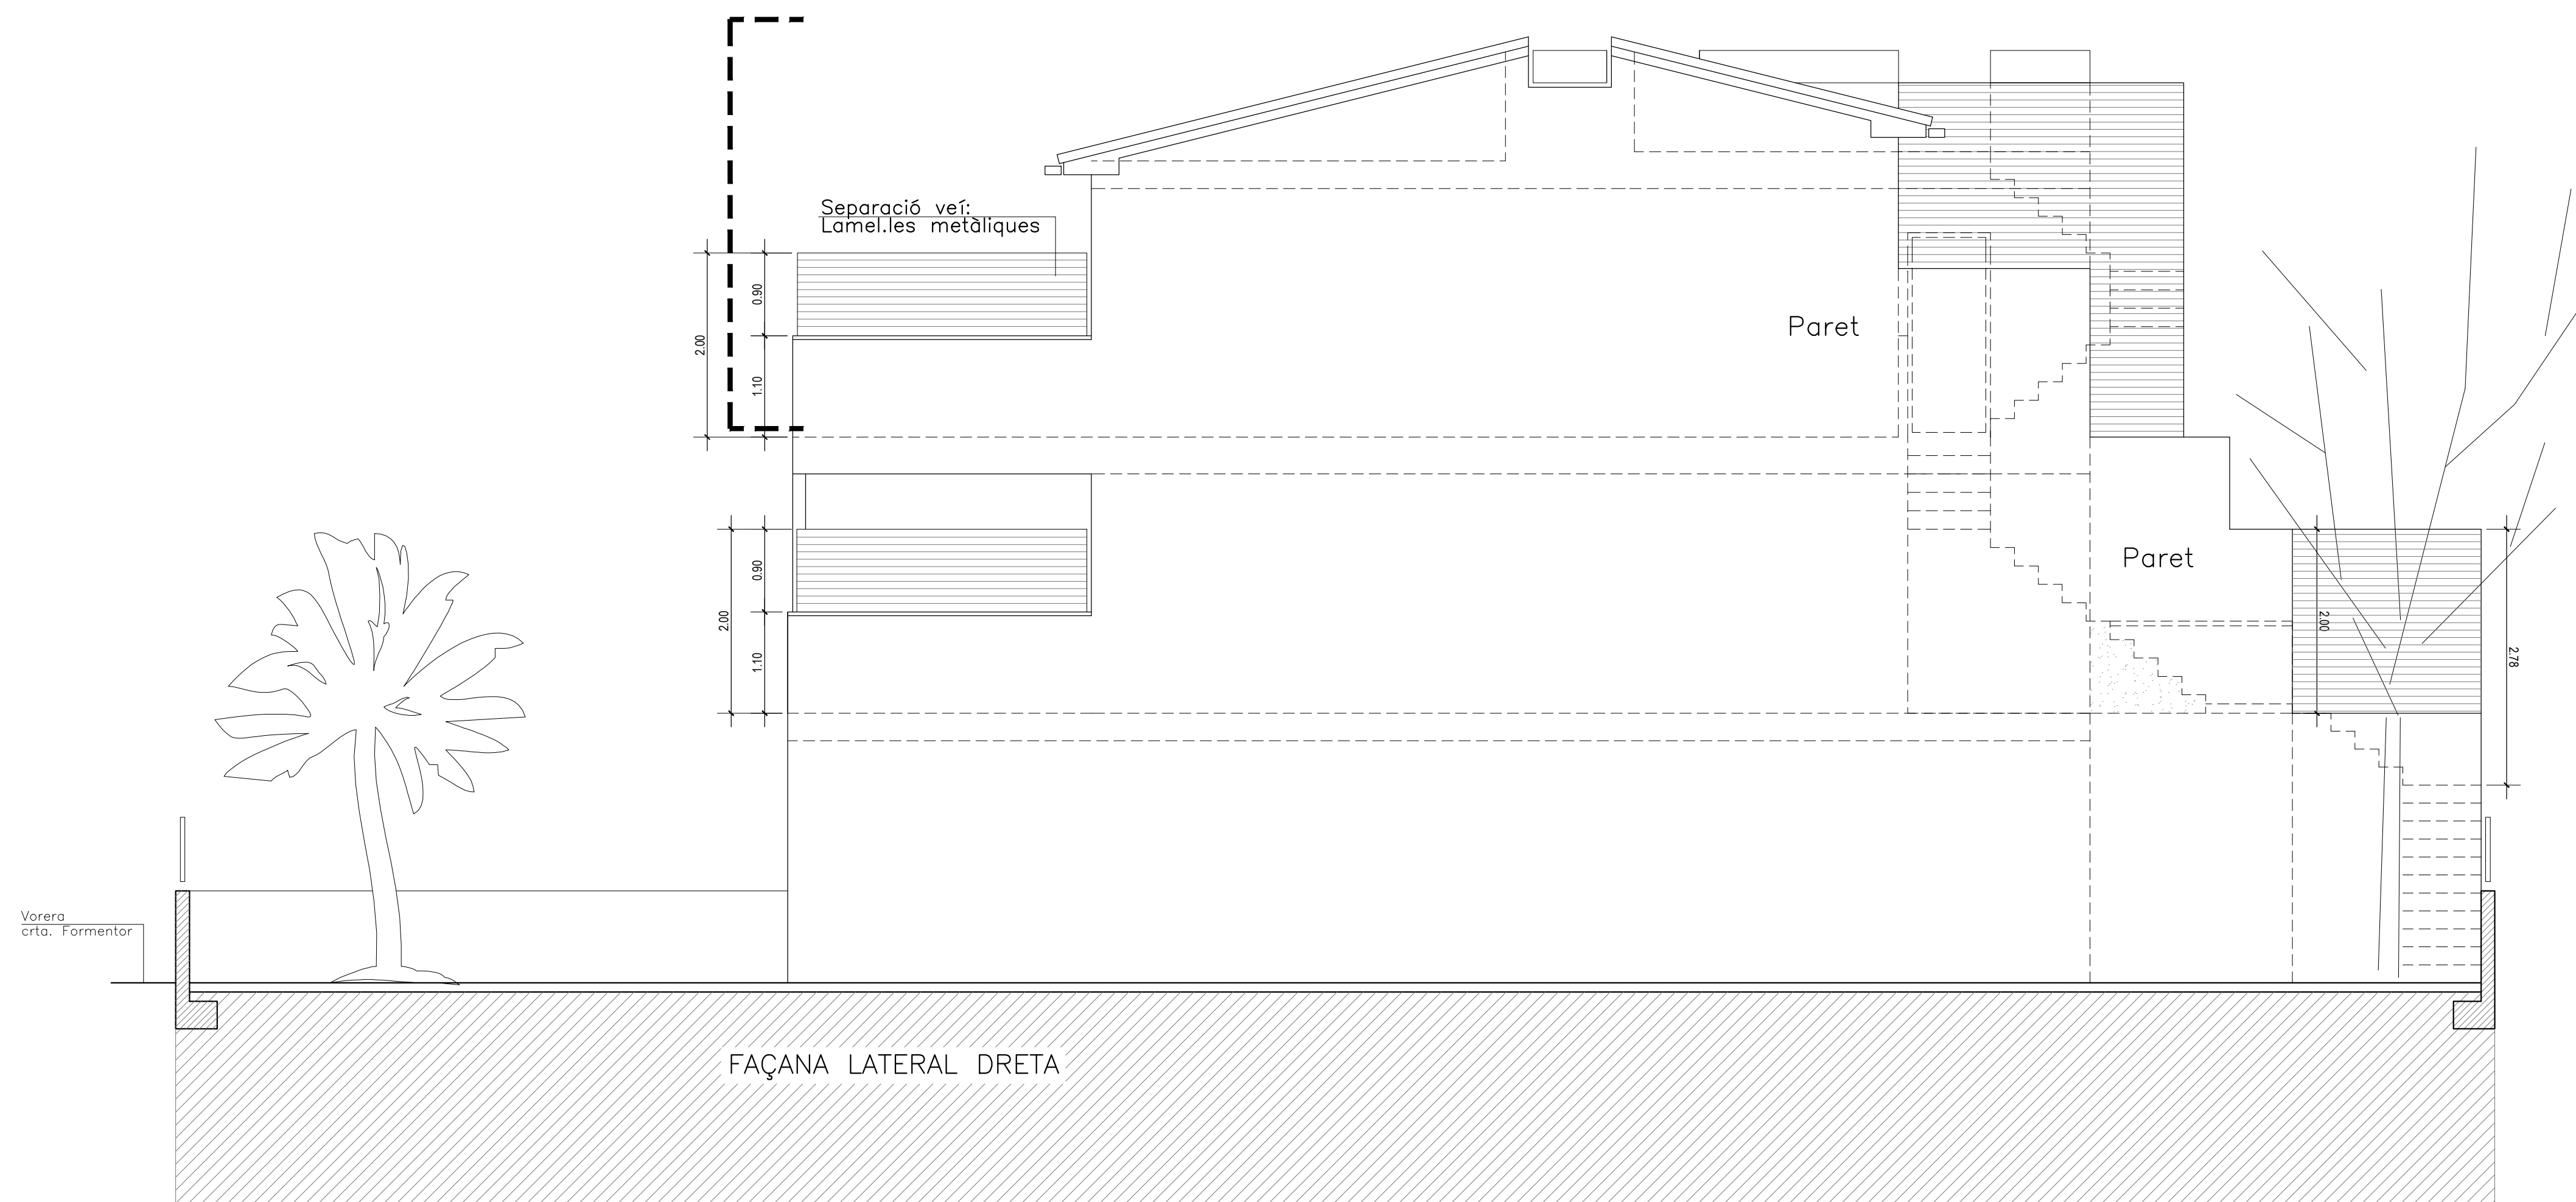 Separació veí:
Lamel.les metàliques
0.90
2.00
1.10
Paret
0.90
2.00
1.10
Paret
2.00
2.78
Vorera
crta. Formentor
FAÇANA LATERAL DRETA